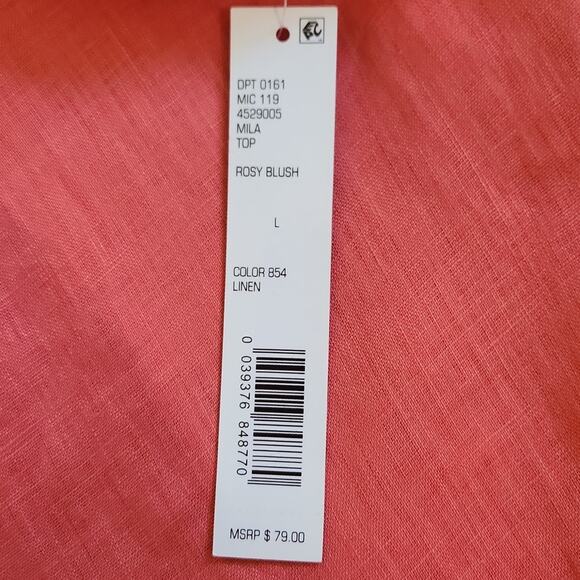 DPT 0161
MIC 119
4529005
MILA
TOP
ROSY BLUSH
L
COLOR 854
LINEN
0 039376 848770
MSRP $ 79.00